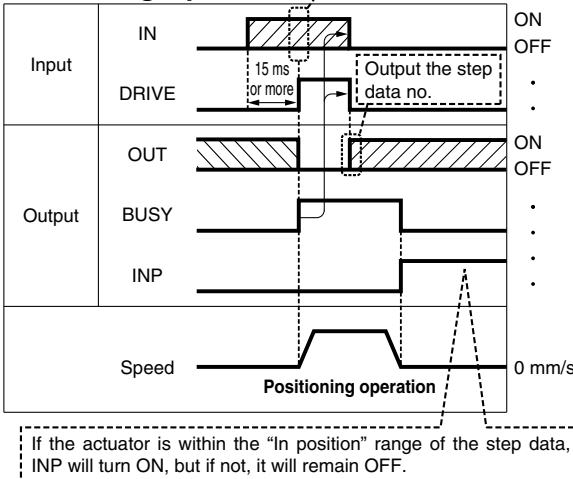 IN
ON
OFF
Input
15 ms
or more
Output the step
data no.
DRIVE
OUT
ON
OFF
Output
BUSY
INP
Speed
0 mm/s
Positioning operation
If the actuator is within the “In position” range of the step data,
INP will turn ON, but if not, it will remain OFF.